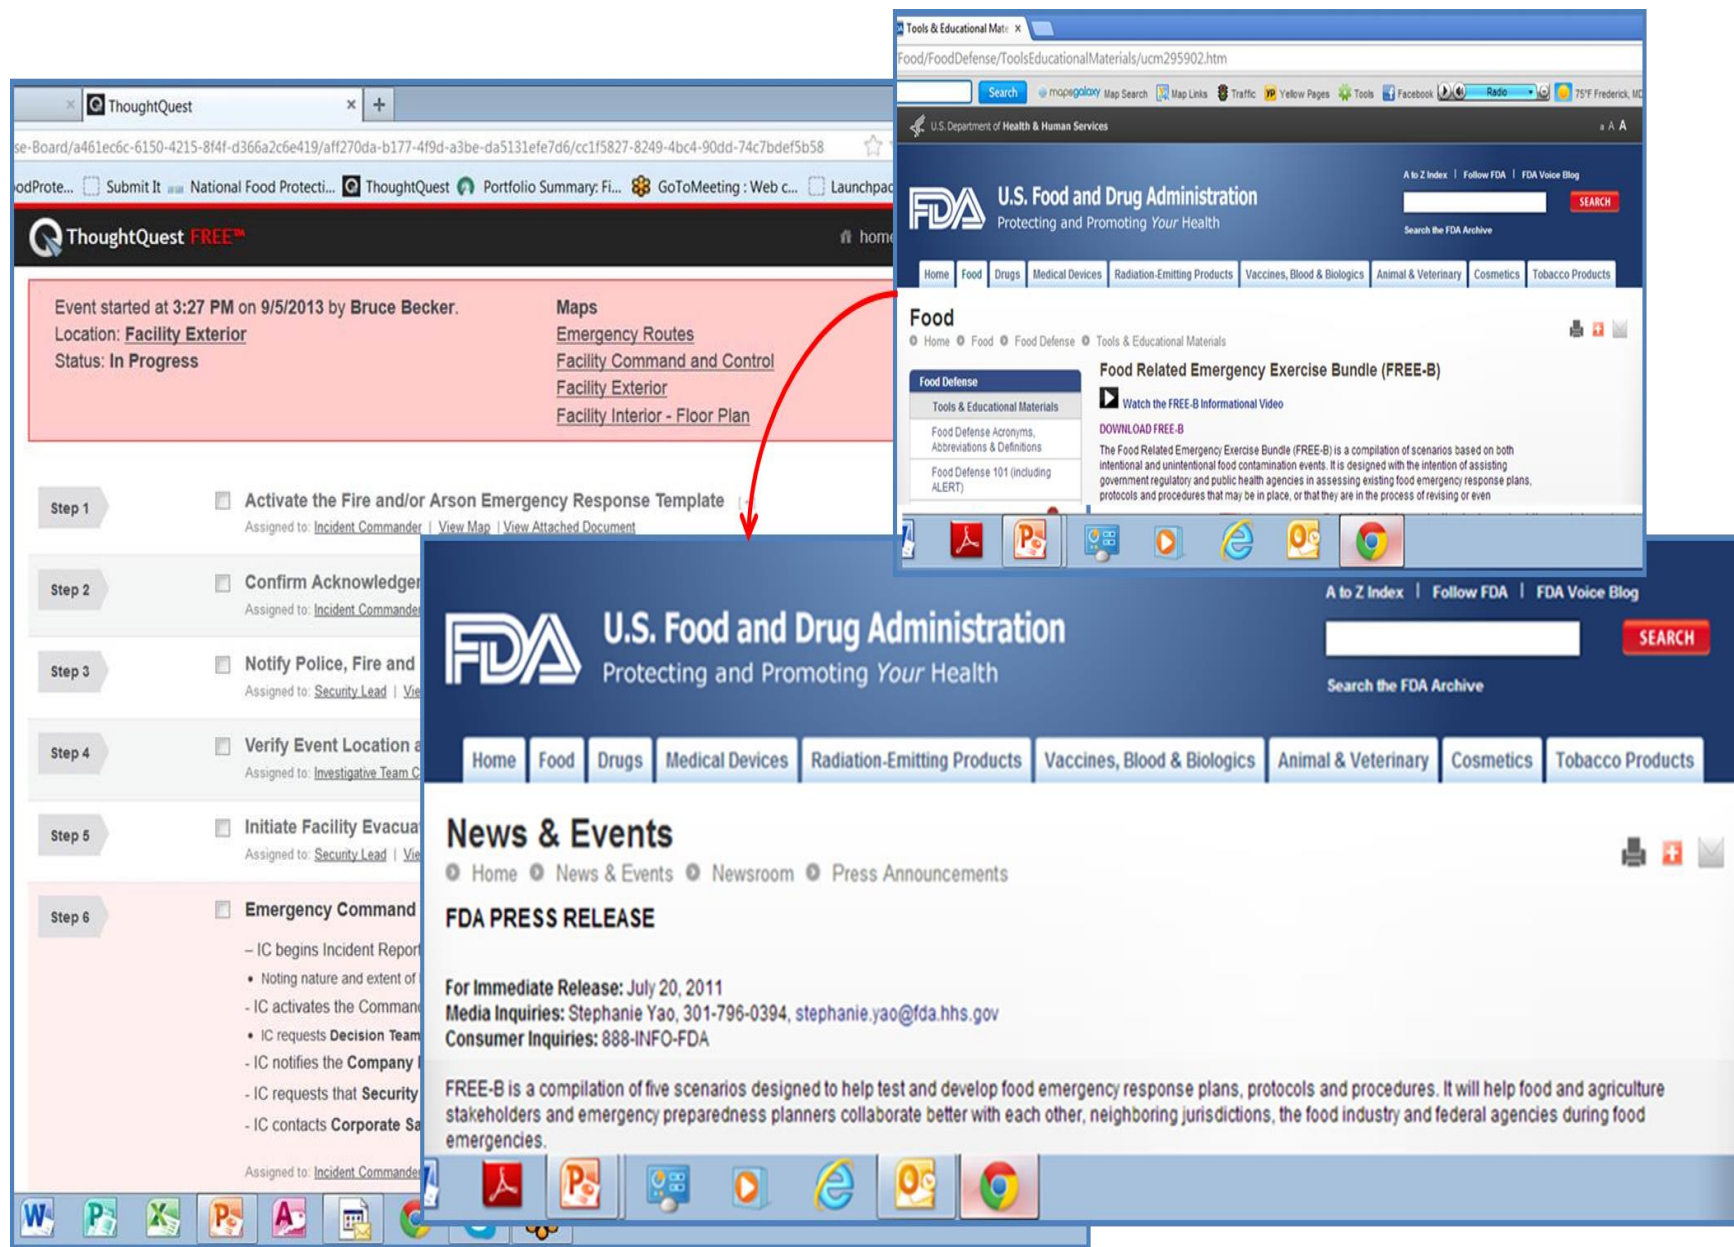 ThoughtQuest
se-Board/a461ec6c-6150-4215-8f4f-d366a2c6e419/aff270da-b177-4f9d-a3be-da5131efe7d6/cc1f5827-8249-4bc4-90dd-74c7bdef5b58
odProte... Submit It National Food Protecti... ThoughtQuest Portfolio Summary: Fi... GoToMeeting : Web c... Launchpad
ThoughtQuest FREE™ home
Event started at 3:27 PM on 9/5/2013 by Bruce Becker.
Location: Facility Exterior
Status: In Progress
Maps
Emergency Routes
Facility Command and Control
Facility Exterior
Facility Interior - Floor Plan
Step 1 Activate the Fire and/or Arson Emergency Response Template
Assigned to: Incident Commander | View Map | View Attached Document
Step 2 Confirm Acknowledge
Assigned to: Incident Commander
Step 3 Notify Police, Fire and
Assigned to: Security Lead | Vie
Step 4 Verify Event Location a
Assigned to: Investigative Team C
Step 5 Initiate Facility Evacua
Assigned to: Security Lead | Vie
Step 6 Emergency Command
– IC begins Incident Report
• Noting nature and extent of
- IC activates the Comman
• IC requests Decision Team
- IC notifies the Company
- IC requests that Security
- IC contacts Corporate Sa
Assigned to: Incident Commander
Tools & Educational Mate
Food/FoodDefense/ToolsEducationalMaterials/ucm295902.htm
Search mapsgalaxy Map Search Map Links Traffic Yellow Pages Tools Facebook Radio 75°F Frederick, MD
U.S. Department of Health & Human Services a A A
FDA U.S. Food and Drug Administration
Protecting and Promoting Your Health
A to Z Index | Follow FDA | FDA Voice Blog
SEARCH
Search the FDA Archive
Home Food Drugs Medical Devices Radiation-Emitting Products Vaccines, Blood & Biologics Animal & Veterinary Cosmetics Tobacco Products
Food
Home Food Food Defense Tools & Educational Materials
Food Defense
Tools & Educational Materials
Food Defense Acronyms,
Abbreviations & Definitions
Food Defense 101 (including
ALERT)
Food Related Emergency Exercise Bundle (FREE-B)
Watch the FREE-B Informational Video
DOWNLOAD FREE-B
The Food Related Emergency Exercise Bundle (FREE-B) is a compilation of scenarios based on both
intentional and unintentional food contamination events. It is designed with the intention of assisting
government regulatory and public health agencies in assessing existing food emergency response plans,
protocols and procedures that may be in place, or that they are in the process of revising or even
FDA U.S. Food and Drug Administration
Protecting and Promoting Your Health
A to Z Index | Follow FDA | FDA Voice Blog
SEARCH
Search the FDA Archive
Home Food Drugs Medical Devices Radiation-Emitting Products Vaccines, Blood & Biologics Animal & Veterinary Cosmetics Tobacco Products
News & Events
Home News & Events Newsroom Press Announcements
FDA PRESS RELEASE
For Immediate Release: July 20, 2011
Media Inquiries: Stephanie Yao, 301-796-0394, stephanie.yao@fda.hhs.gov
Consumer Inquiries: 888-INFO-FDA
FREE-B is a compilation of five scenarios designed to help test and develop food emergency response plans, protocols and procedures. It will help food and agriculture
stakeholders and emergency preparedness planners collaborate better with each other, neighboring jurisdictions, the food industry and federal agencies during food
emergencies.